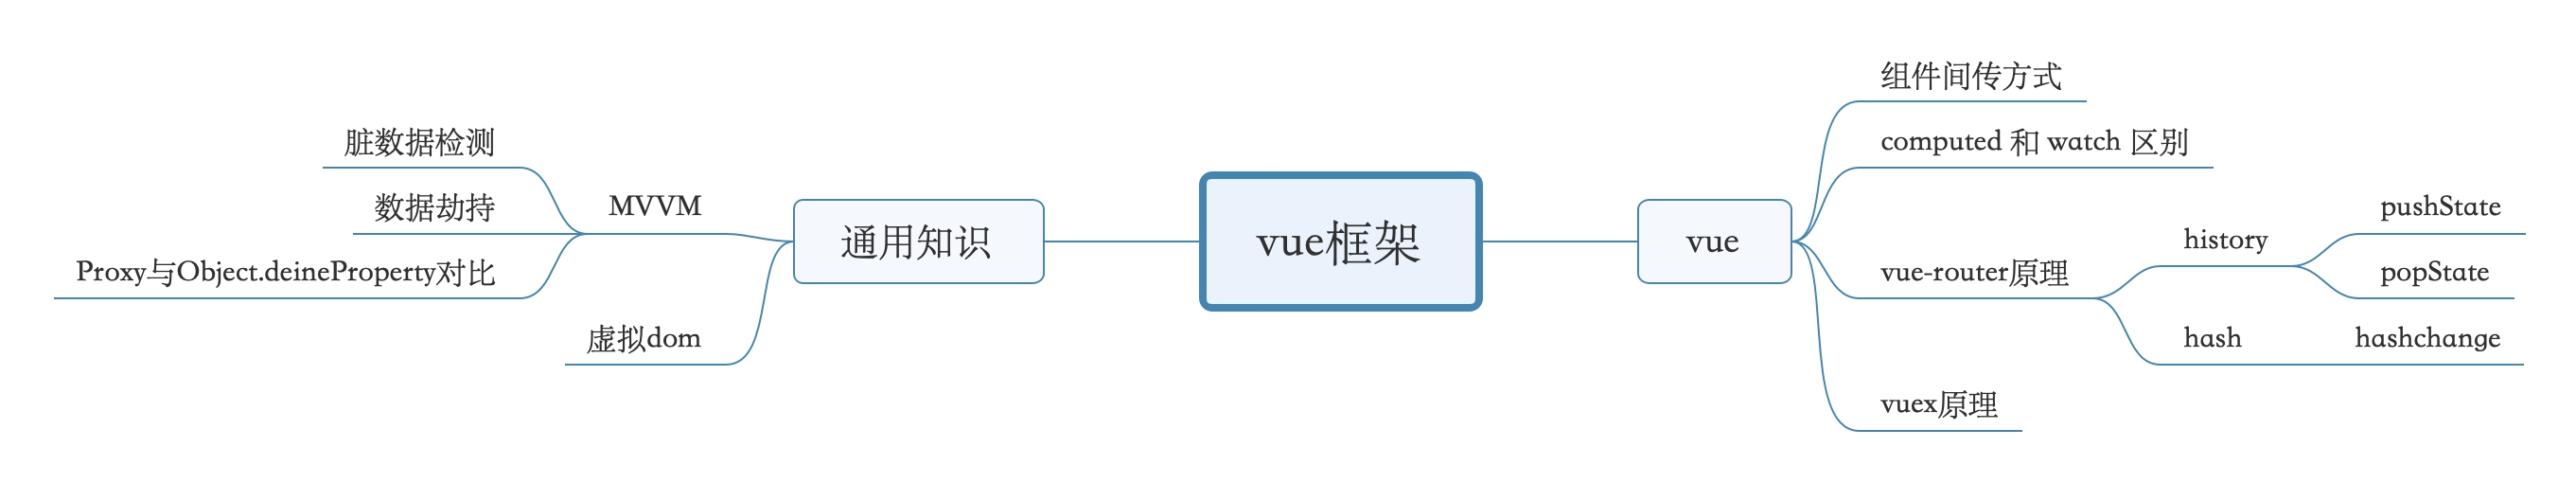 vue框架
通用知识
MVVM
脏数据检测
数据劫持
Proxy与Object.deineProperty对比
虚拟dom
vue
组件间传方式
computed 和 watch 区别
vue-router原理
history
pushState
popState
hash
hashchange
vuex原理